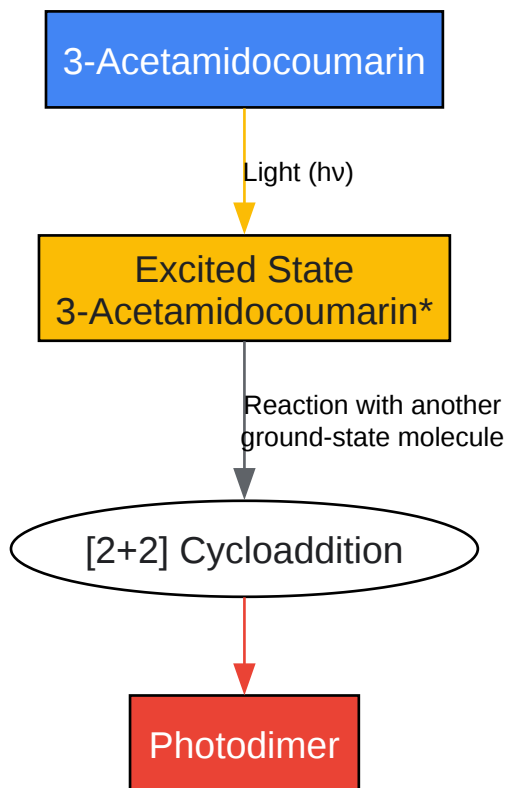 3-Acetamidocoumarin
Light (hν)
Excited State
3-Acetamidocoumarin*
Reaction with another
ground-state molecule
[2+2] Cycloaddition
Photodimer